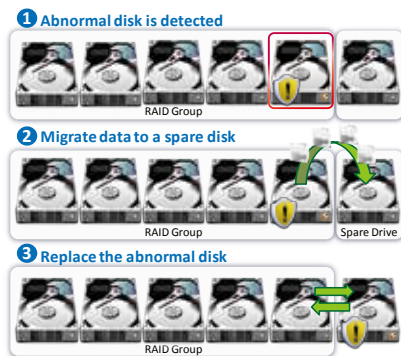 1 Abnormal disk is detected
RAID Group
2 Migrate data to a spare disk
RAID Group
Spare Drive
3 Replace the abnormal disk
RAID Group